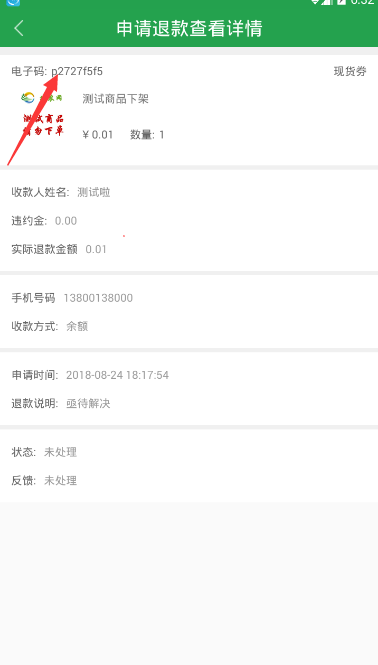 申请退款查看详情
电子码: p2727f5f5
现货券
测试商品下架
测试商品
请勿下单
¥ 0.01 数量: 1
收款人姓名: 测试啦
违约金: 0.00
实际退款金额 0.01
手机号码 13800138000
收款方式: 余额
申请时间: 2018-08-24 18:17:54
退款说明: 亟待解决
状态: 未处理
反馈: 未处理